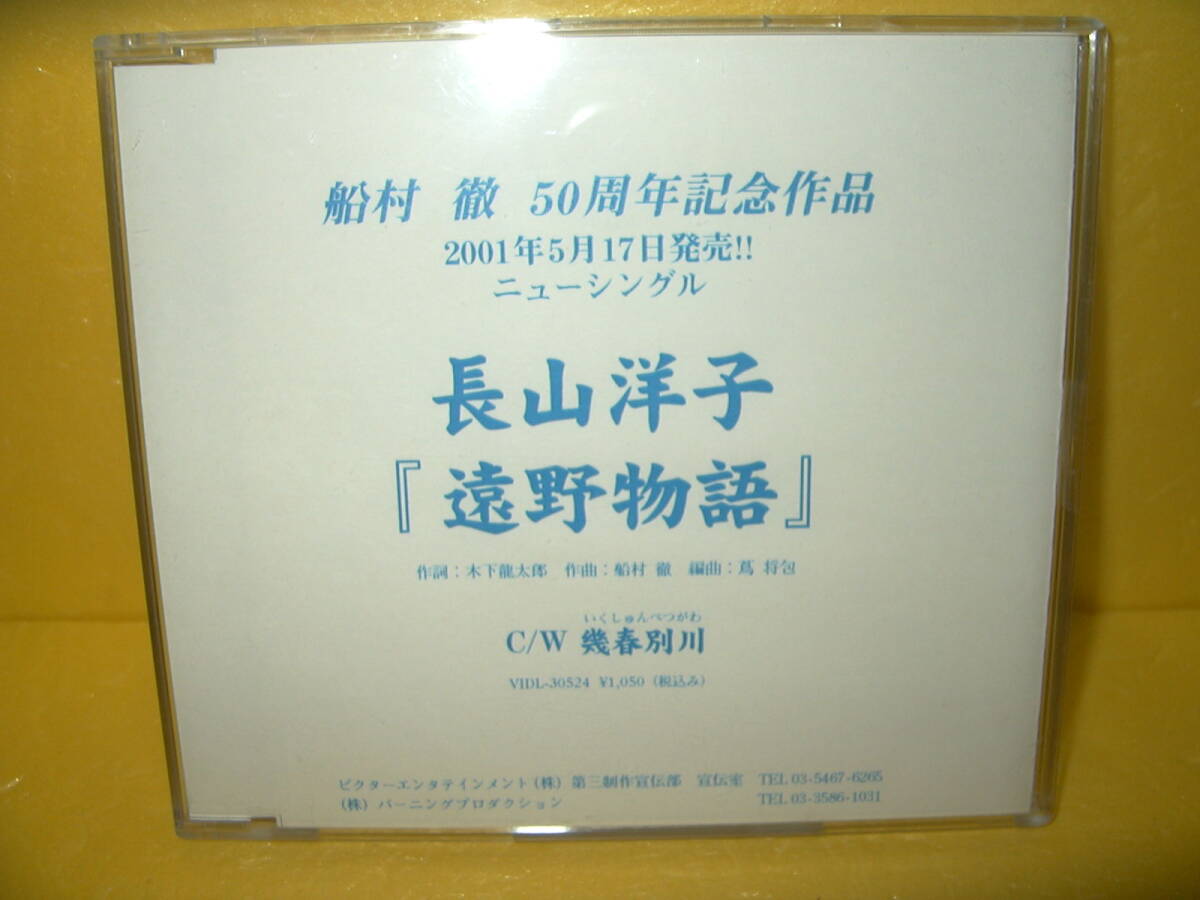 船村 徹 50周年記念作品
2001年5月17日発売!!
ニューシングル
長山洋子
『遠野物語』
作詞：木下龍太郎 作曲：船村 徹 編曲：蔦 将包
いくしゅんべつがわ
C/W 幾春別川
VIDL-30524 ¥1,050（税込み）
ビクターエンタテインメント（株）第三制作宣伝部 宣伝室 TEL 03-5467-6265
（株）バーニングプロダクション TEL 03-3586-1031